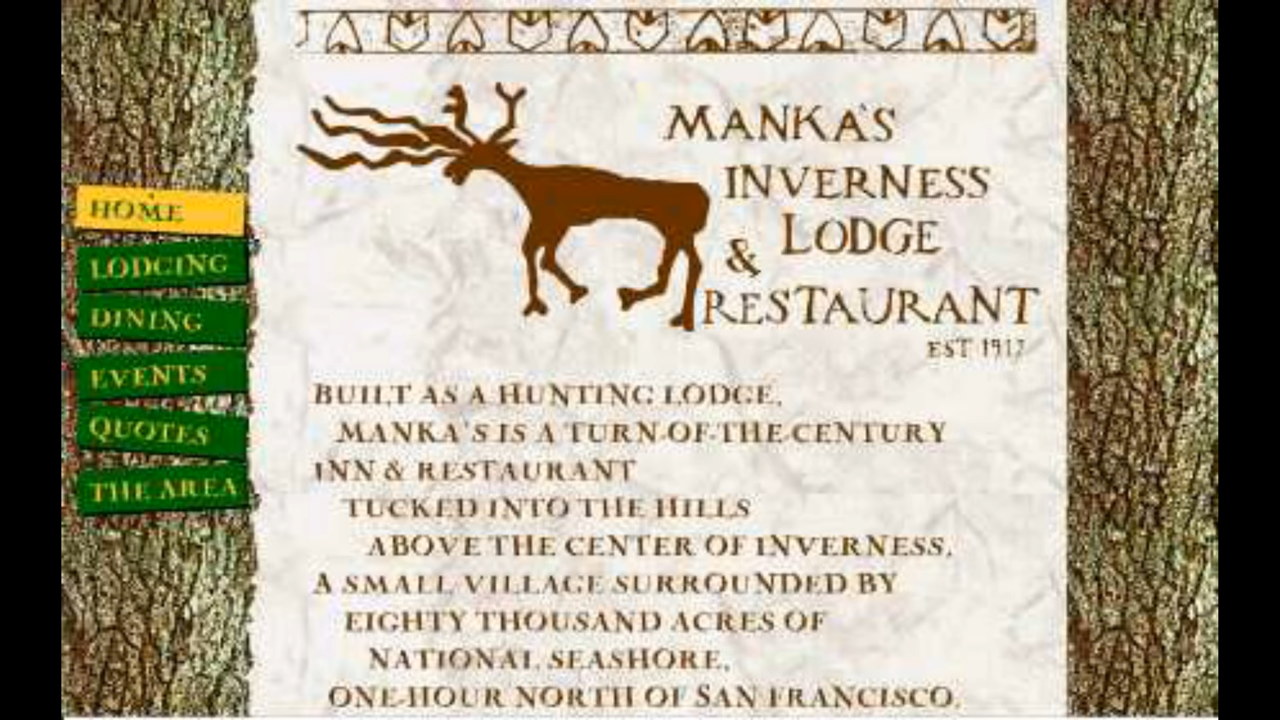 HOME
LODGING
DINING
EVENTS
QUOTES
THE AREA
MANKA'S
INVERNESS
LODGE
&
RESTAURANT
EST 1917
BUILT AS A HUNTING LODGE,
MANKA'S IS A TURN-OF-THE-CENTURY
INN & RESTAURANT
TUCKED INTO THE HILLS
ABOVE THE CENTER OF INVERNESS,
A SMALL VILLAGE SURROUNDED BY
EIGHTY THOUSAND ACRES OF
NATIONAL SEASHORE,
ONE-HOUR NORTH OF SAN FRANCISCO.